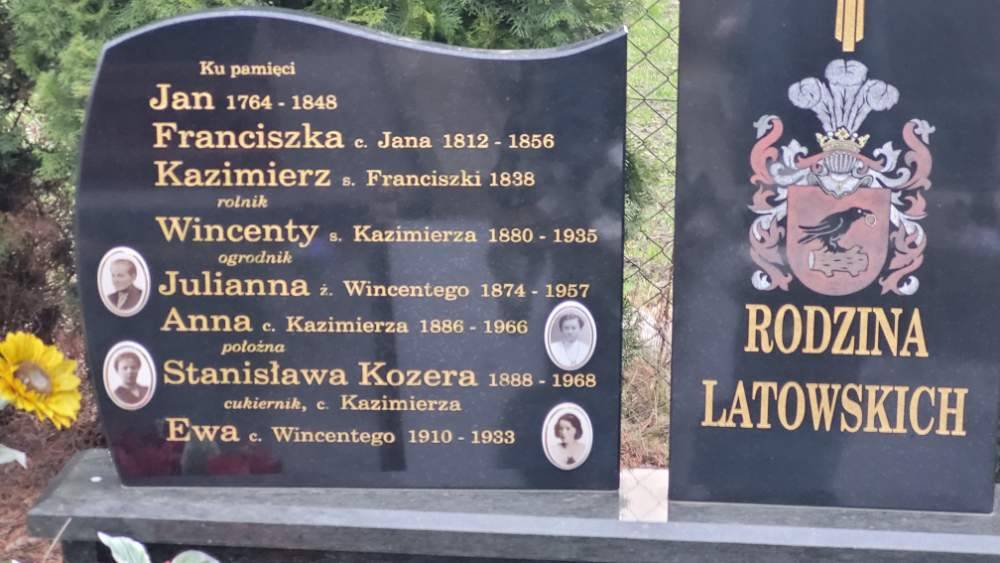 Ku pamięci
Jan 1764 - 1848
Franciszka c. Jana 1812 - 1856
Kazimierz s. Franciszki 1838
rolnik
Wincenty s. Kazimierza 1880 - 1935
ogrodnik
Julianna ż. Wincentego 1874 - 1957
Anna c. Kazimierza 1886 - 1966
położna
Stanisława Kozera 1888 - 1968
cukiernik, c. Kazimierza
Ewa c. Wincentego 1910 - 1933
RODZINA
LATOWSKICH